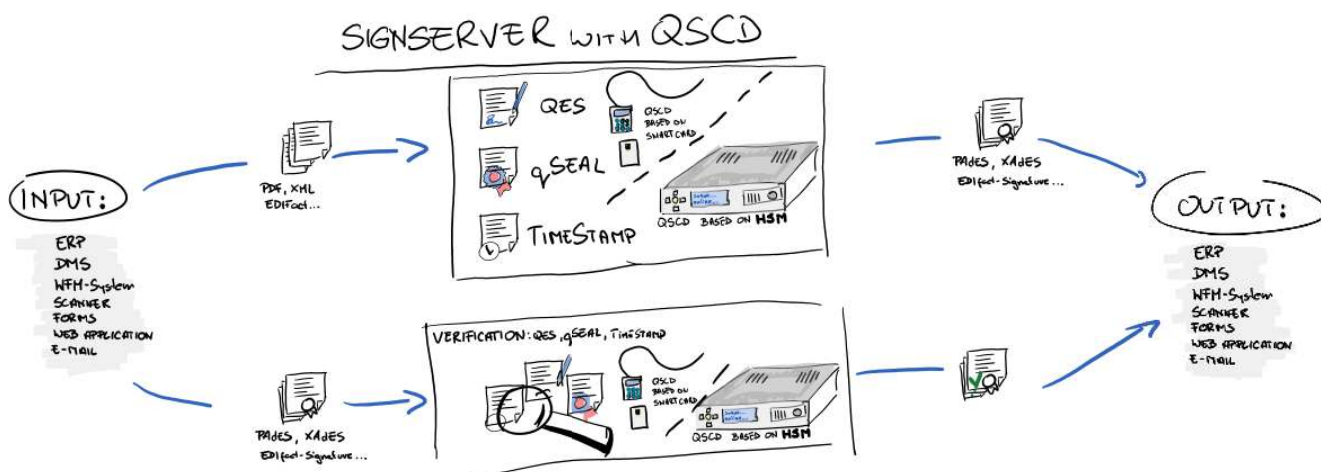 SIGNSERVER WITH QSCD
INPUT:
ERP
DMS
WFM-System
SCANNER
FORMS
WEB APPLICATION
E-MAIL
PDF, XML
EDIFact...
QES
qSEAL
TIMESTAMP
QSCD
BASED ON
SMARTCARD
QSCD BASED ON HSM
PAdES, XAdES
EDIfact-Signature...
VERIFICATION: QES, qSEAL, TIMESTAMP
QSCD
BASED ON
SMARTCARD
QSCD BASED ON HSM
PAdES, XAdES
EDIfact-Signature...
OUTPUT:
ERP
DMS
WFM-System
SCANNER
FORMS
WEB APPLICATION
E-MAIL